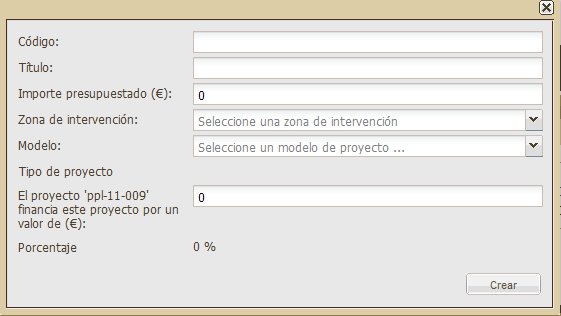 Código:
Título:
Importe presupuestado (€):
0
Zona de intervención:
Seleccione una zona de intervención
Modelo:
Seleccione un modelo de proyecto ...
Tipo de proyecto
El proyecto 'ppl-11-009'
financia este proyecto por un
valor de (€):
0
Porcentaje
0 %
Crear